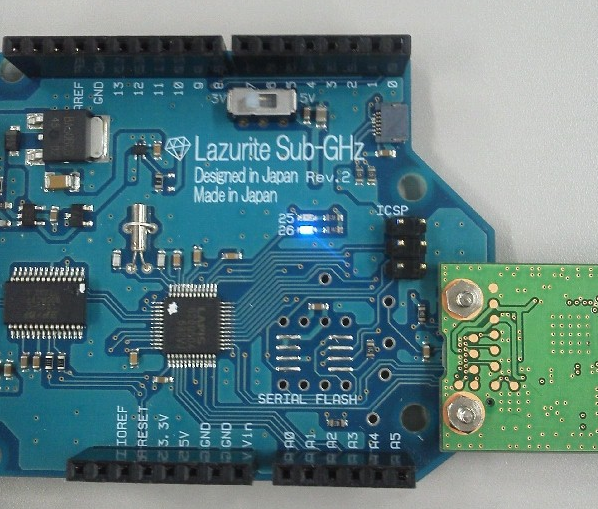 AREF
GND
13
12
11
10
9
8
7
6
5
4
3
2
1
0
3V
5V
Lazurite Sub-GHz
Designed in Japan Rev.2
Made in Japan
25
26
ICSP
SERIAL FLASH
IOREF
RESET
3.3V
5V
GND
GND
Vin
A0
A1
A2
A3
A4
A5